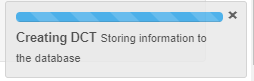 Creating DCT Storing information to
the database